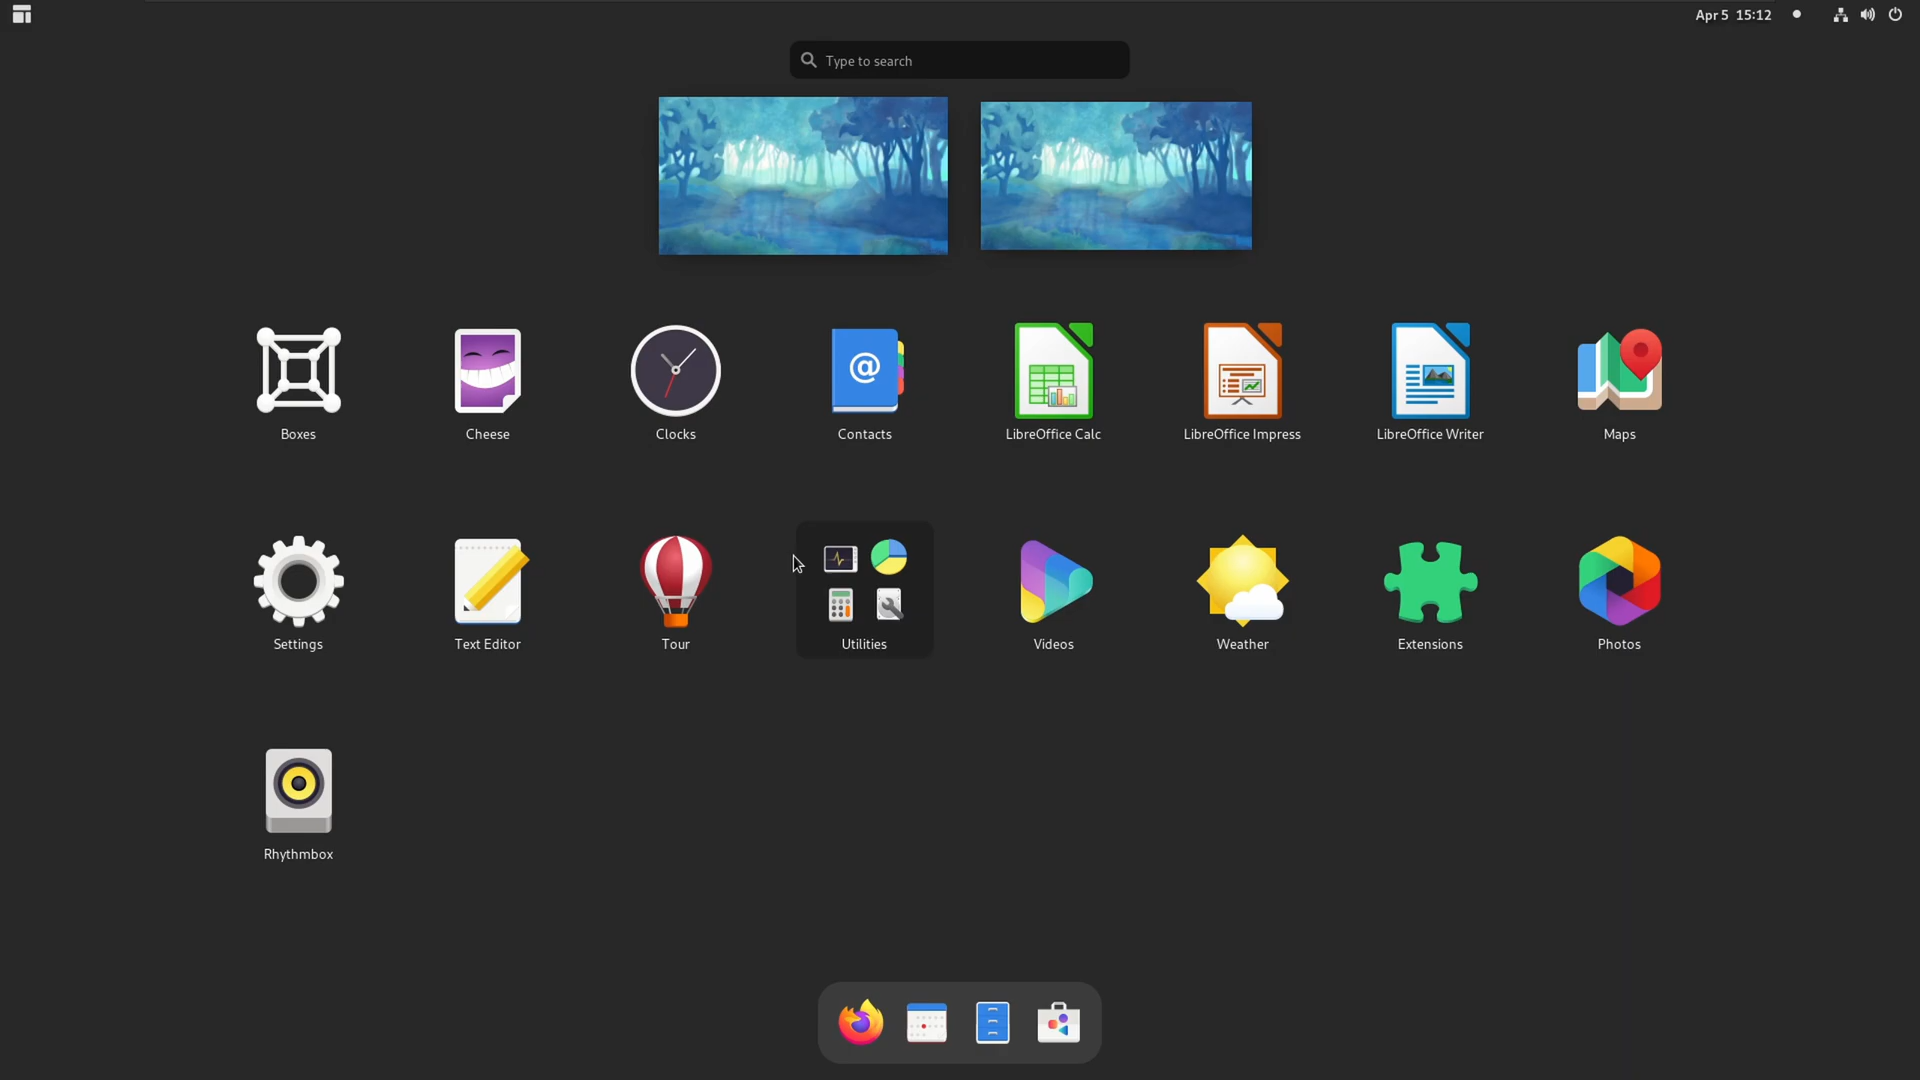 Apr 5 15:12
Type to search
@
Boxes
Cheese
Clocks
Contacts
LibreOffice Calc
LibreOffice Impress
LibreOffice Writer
Maps
Settings
Text Editor
Tour
Utilities
Videos
Weather
Extensions
Photos
Rhythmbox